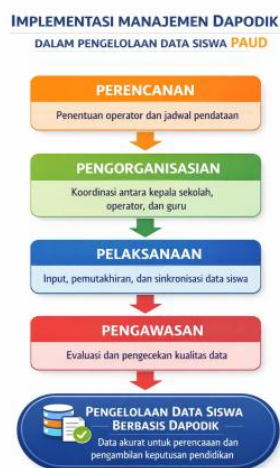 IMPLEMENTASI MANAJEMEN DAPODIK
DALAM PENGELOLAAN DATA SISWA PAUD
PERENCANAN
Penentuan operator dan jadwal pendataan
PENGORGANISASIAN
Koordinasi antara kepala sekolah,
operator, dan guru
PELAKSANAAN
Input, pemutakhiran, dan sinkronisasi data siswa
PENGAWASAN
Evaluasi dan pengecekan kualitas data
PENGELOLAAN DATA SISWA
BERBASIS DAPODIK
Data akurat untuk perencaaan dan
pengambilan keputusan pendidikan